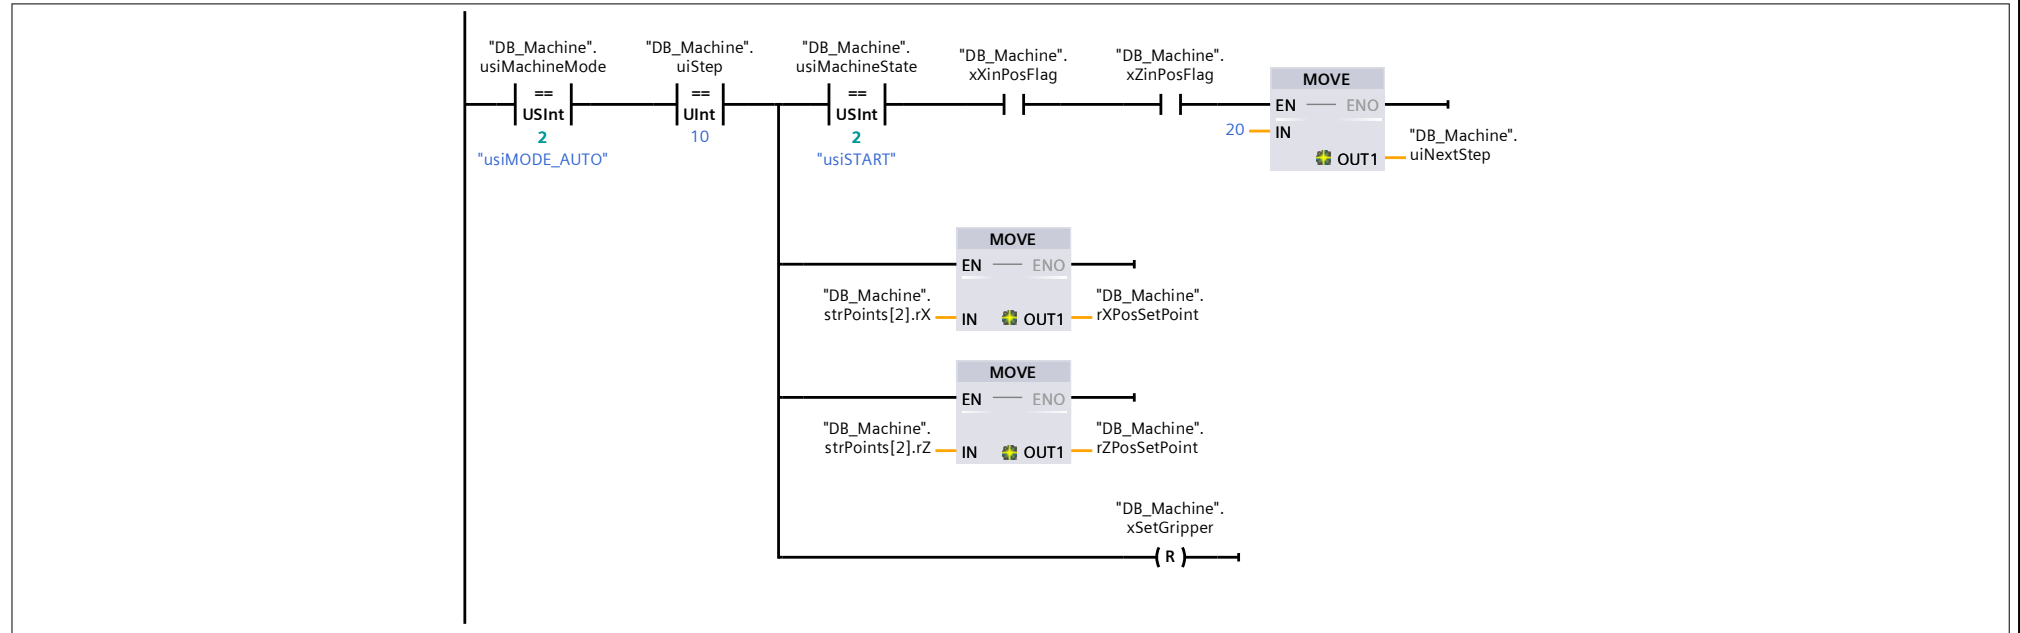 "DB_Machine".
usiMachineMode
==
USInt
2
"usiMODE_AUTO"
"DB_Machine".
uiStep
==
UInt
10
"DB_Machine".
usiMachineState
==
USInt
2
"usiSTART"
"DB_Machine".
xXinPosFlag
"DB_Machine".
xZinPosFlag
MOVE
EN ENO
20 IN
OUT1
"DB_Machine".
uiNextStep
MOVE
EN ENO
"DB_Machine".
strPoints[2].rX
IN OUT1
"DB_Machine".
rXPosSetPoint
MOVE
EN ENO
"DB_Machine".
strPoints[2].rZ
IN OUT1
"DB_Machine".
rZPosSetPoint
"DB_Machine".
xSetGripper
( R )